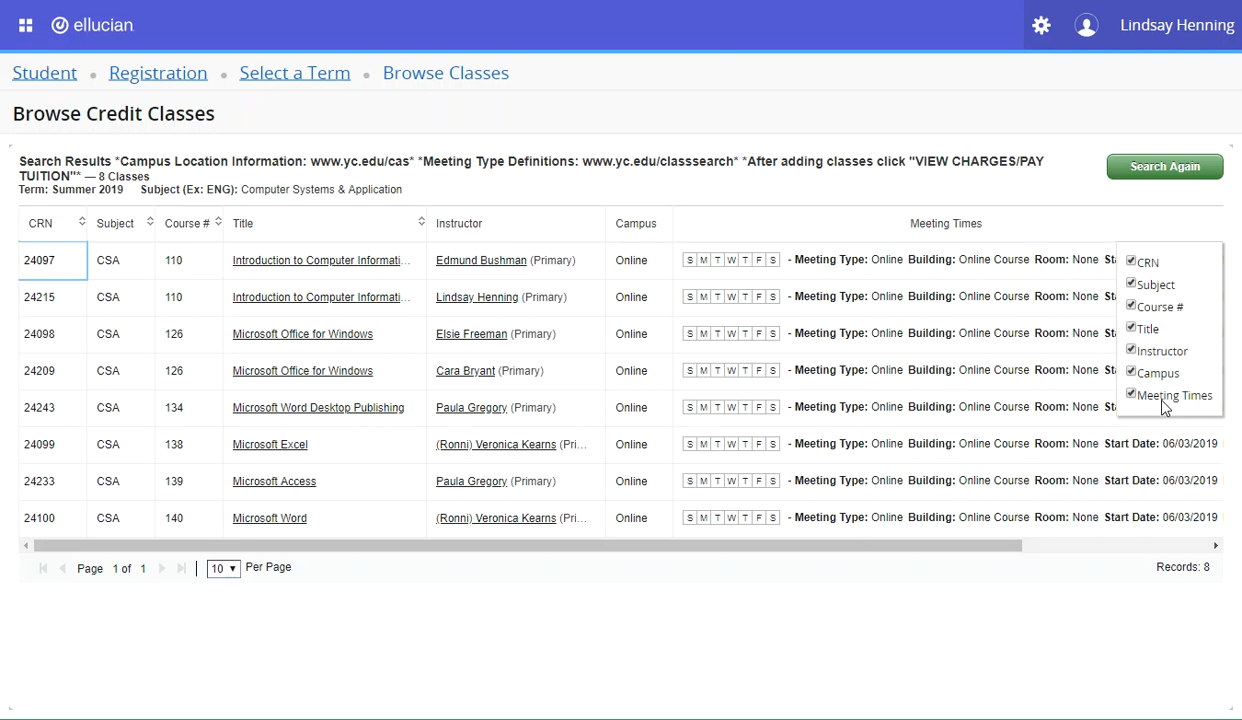 ellucian
Lindsay Henning
Student • Registration • Select a Term • Browse Classes
Browse Credit Classes
Search Results *Campus Location Information: www.yc.edu/cas* *Meeting Type Definitions: www.yc.edu/classsearch* *After adding classes click "VIEW CHARGES/PAY
TUITION"* — 8 Classes
Term: Summer 2019 Subject (Ex: ENG): Computer Systems & Application
Search Again
CRN Subject Course # Title Instructor Campus Meeting Times
24097 CSA 110 Introduction to Computer Informati... Edmund Bushman (Primary) Online S M T W T F S - Meeting Type: Online Building: Online Course Room: None
24215 CSA 110 Introduction to Computer Informati... Lindsay Henning (Primary) Online S M T W T F S - Meeting Type: Online Building: Online Course Room: None
24098 CSA 126 Microsoft Office for Windows Elsie Freeman (Primary) Online S M T W T F S - Meeting Type: Online Building: Online Course Room: None
24209 CSA 126 Microsoft Office for Windows Cara Bryant (Primary) Online S M T W T F S - Meeting Type: Online Building: Online Course Room: None
24243 CSA 134 Microsoft Word Desktop Publishing Paula Gregory (Primary) Online S M T W T F S - Meeting Type: Online Building: Online Course Room: None
24099 CSA 138 Microsoft Excel (Ronni) Veronica Kearns (Pri... Online S M T W T F S - Meeting Type: Online Building: Online Course Room: None Start Date: 06/03/2019
24233 CSA 139 Microsoft Access Paula Gregory (Primary) Online S M T W T F S - Meeting Type: Online Building: Online Course Room: None Start Date: 06/03/2019
24100 CSA 140 Microsoft Word (Ronni) Veronica Kearns (Pri... Online S M T W T F S - Meeting Type: Online Building: Online Course Room: None Start Date: 06/03/2019
CRN
Subject
Course #
Title
Instructor
Campus
Meeting Times
Page 1 of 1 | 10 Per Page
Records: 8